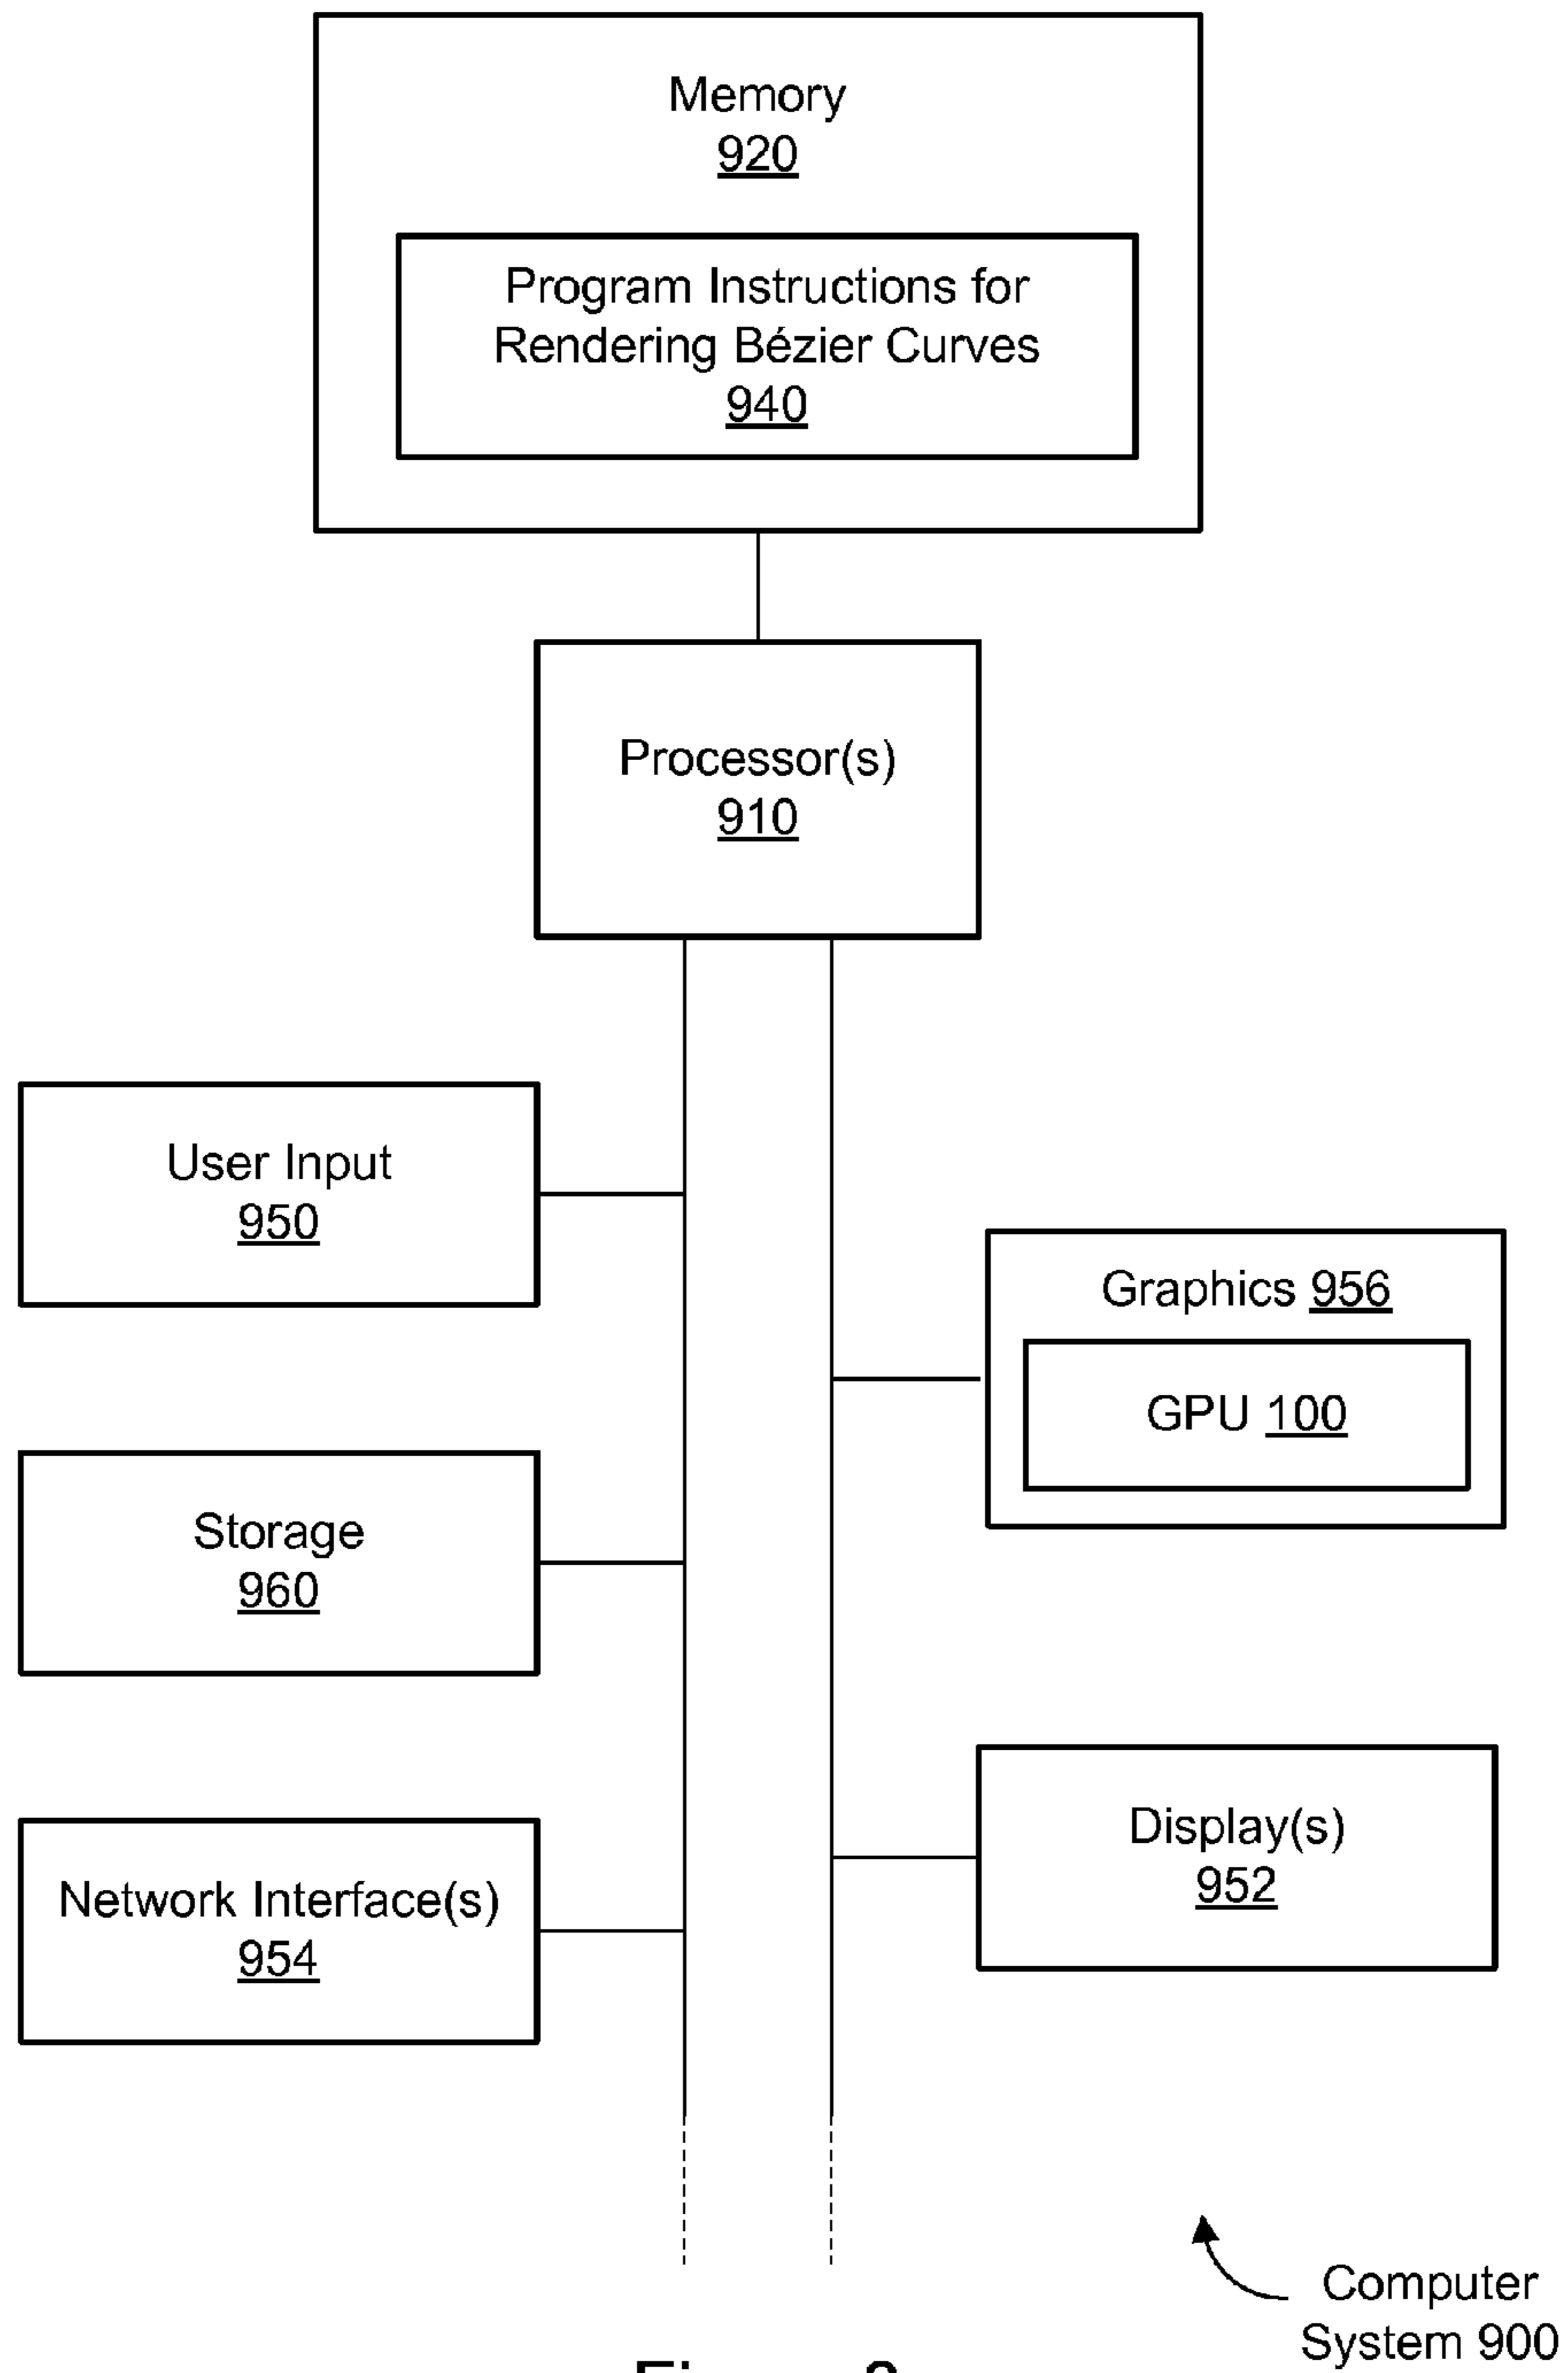 Memory
920
Program Instructions for
Rendering Bézier Curves
940
Processor(s)
910
User Input
950
Graphics 956
GPU 100
Storage
960
Display(s)
952
Network Interface(s)
954
Computer
System 900